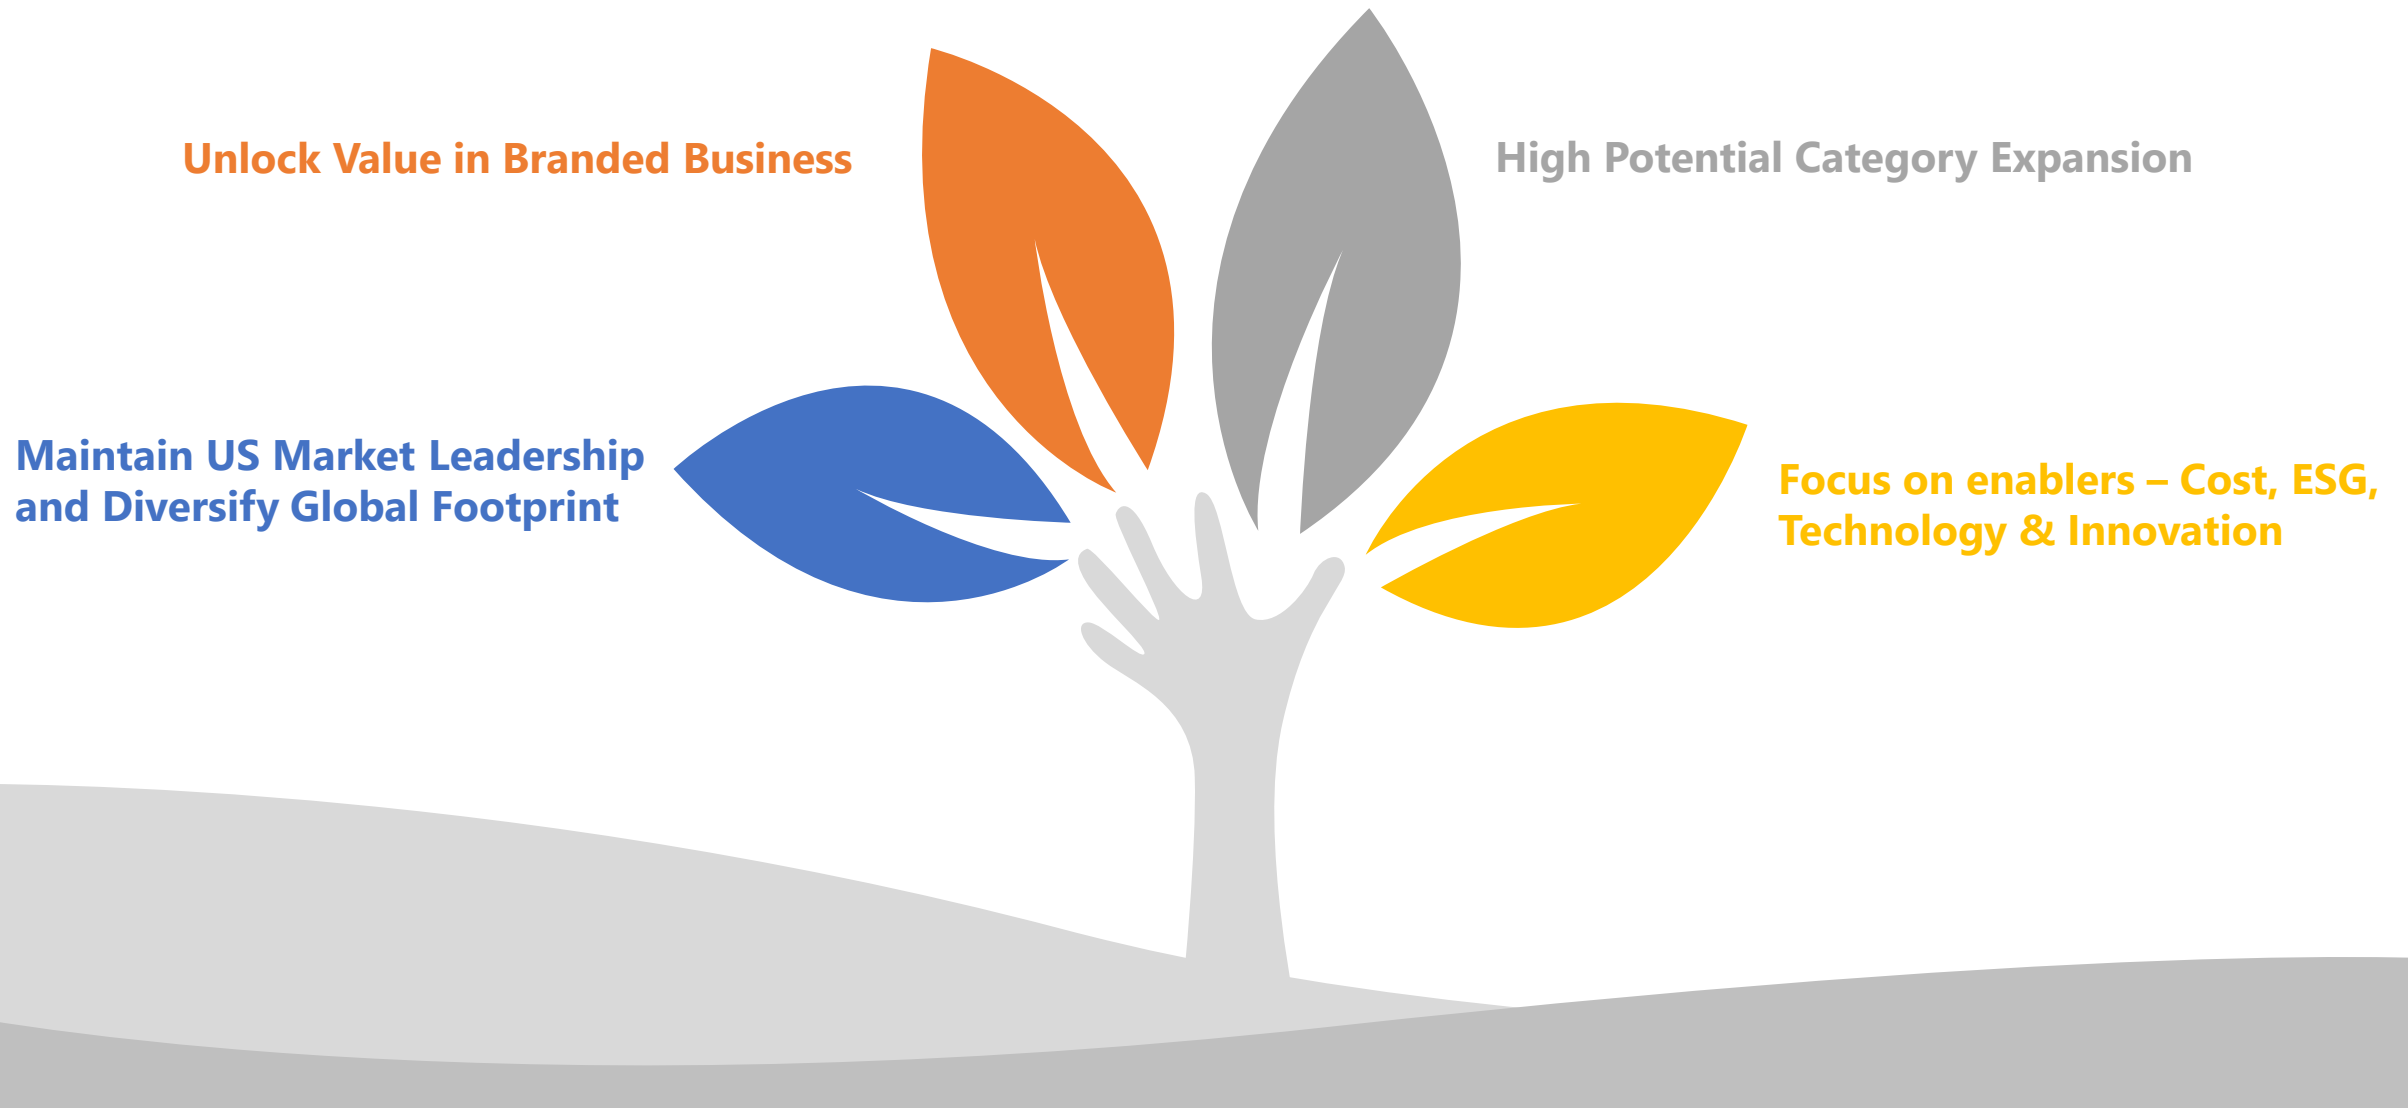 Unlock Value in Branded Business
High Potential Category Expansion
Maintain US Market Leadership
and Diversify Global Footprint
Focus on enablers – Cost, ESG,
Technology & Innovation